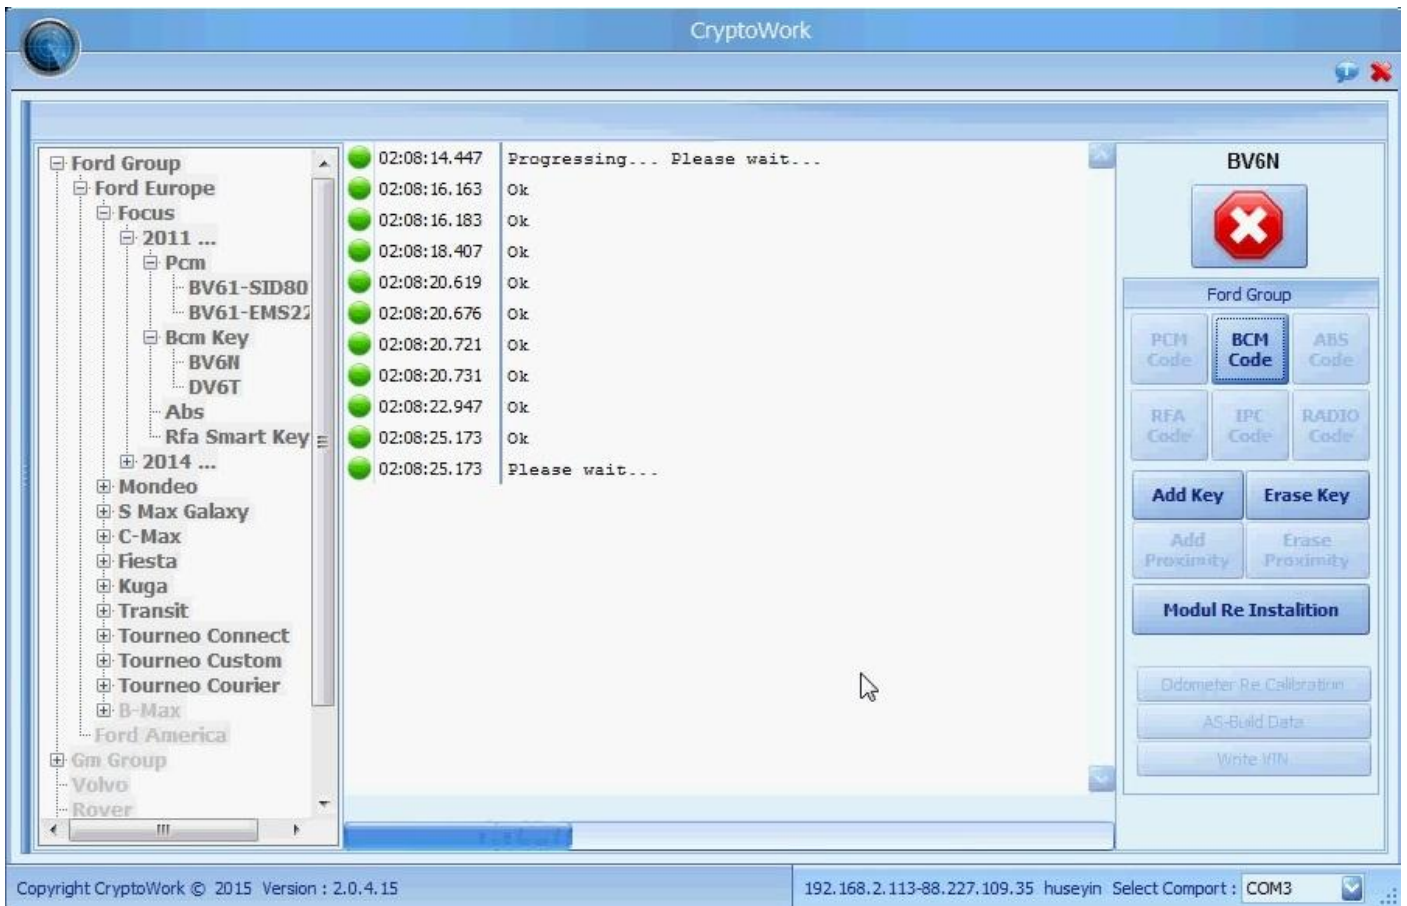 CryptoWork
Ford Group
Ford Europe
Focus
2011 ...
Pcm
BV61-SID80
BV61-EMS22
Bcm Key
BV6N
DV6T
Abs
Rfa Smart Key
2014 ...
Mondeo
S Max Galaxy
C-Max
Fiesta
Kuga
Transit
Tourneo Connect
Tourneo Custom
Tourneo Courier
B-Max
Ford America
Gm Group
Volvo
Rover
02:08:14.447 Progressing... Please wait...
02:08:16.163 Ok
02:08:16.183 Ok
02:08:18.407 Ok
02:08:20.619 Ok
02:08:20.676 Ok
02:08:20.721 Ok
02:08:20.731 Ok
02:08:22.947 Ok
02:08:25.173 Ok
02:08:25.173 Please wait...
BV6N
Ford Group
PCM Code
BCM Code
ABS Code
RFA Code
IPC Code
RADIO Code
Add Key
Erase Key
Add Proximity
Erase Proximity
Modul Re Instalition
Odometer Re Calibration
AS-Build Data
Write VIN
Copyright CryptoWork © 2015 Version : 2.0.4.15
192.168.2.113-88.227.109.35 huseyin Select Comport : COM3